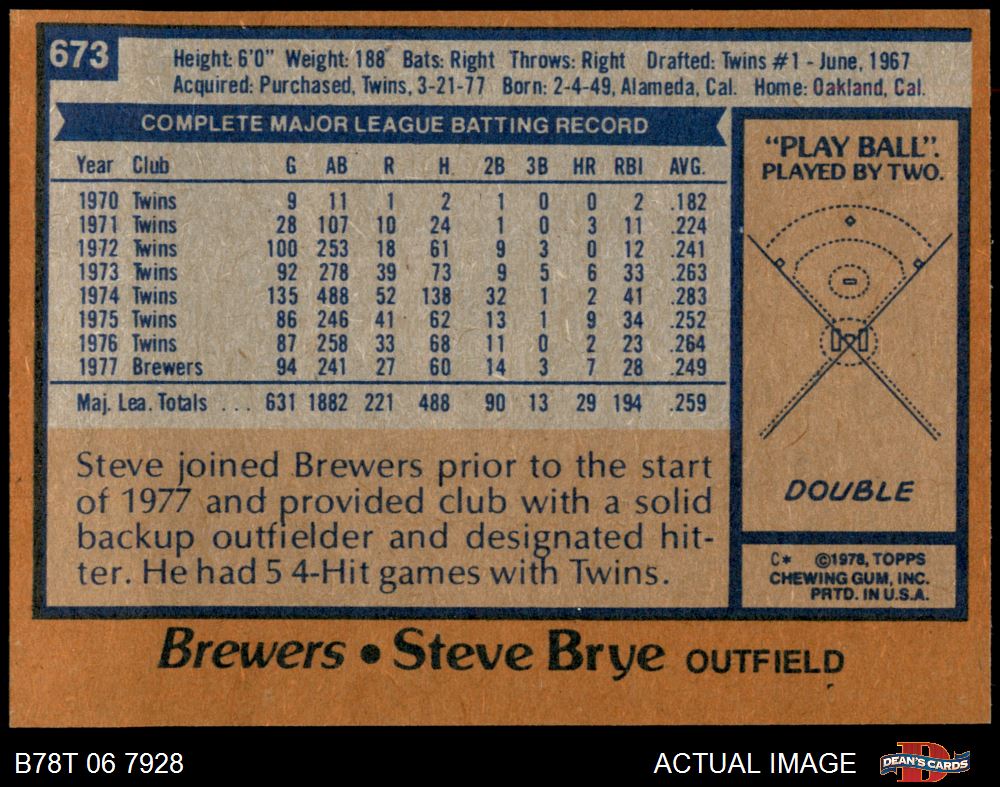 673
Height: 6'0" Weight: 188 Bats: Right Throws: Right Drafted: Twins #1 - June, 1967
Acquired: Purchased, Twins, 3-21-77 Born: 2-4-49, Alameda, Cal. Home: Oakland, Cal.
COMPLETE MAJOR LEAGUE BATTING RECORD
Year Club G AB R H 2B 3B HR RBI AVG.
1970 Twins 9 11 1 2 1 0 0 2 .182
1971 Twins 28 107 10 24 1 0 3 11 .224
1972 Twins 100 253 18 61 9 3 0 12 .241
1973 Twins 92 278 39 73 9 5 6 33 .263
1974 Twins 135 488 52 138 32 1 2 41 .283
1975 Twins 86 246 41 62 13 1 9 34 .252
1976 Twins 87 258 33 68 11 0 2 23 .264
1977 Brewers 94 241 27 60 14 3 7 28 .249
Maj. Lea. Totals ... 631 1882 221 488 90 13 29 194 .259
Steve joined Brewers prior to the start
of 1977 and provided club with a solid
backup outfielder and designated hit-
ter. He had 5 4-Hit games with Twins.
"PLAY BALL".
PLAYED BY TWO.
DOUBLE
C* ©1978, TOPPS
CHEWING GUM, INC.
PRTD. IN U.S.A.
Brewers • Steve Brye OUTFIELD
B78T 06 7928
ACTUAL IMAGE
D
DEAN'S CARDS